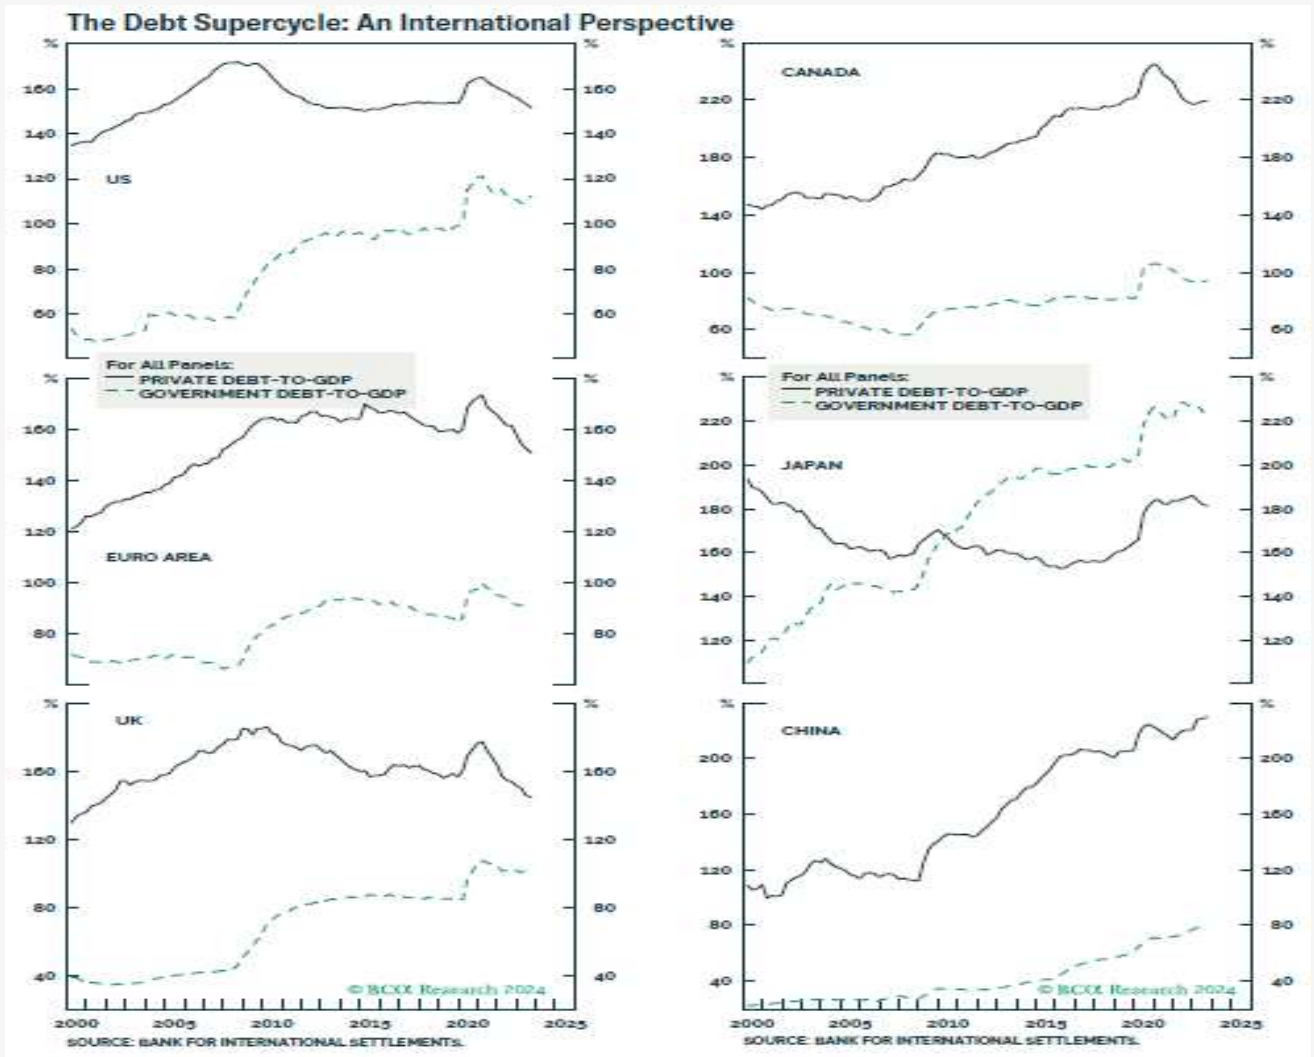 The Debt Supercycle: An International Perspective
% %
160 160
140 140
US
120 120
100 100
80 80
60 60
For All Panels:
PRIVATE DEBT-TO-GDP
GOVERNMENT DEBT-TO-GDP
% %
160 160
140 140
120 120
EURO AREA
100 100
80 80
% %
UK
160 160
120 120
80 80
40 40
© BCA Research 2024
2000 2005 2010 2015 2020 2025
SOURCE: BANK FOR INTERNATIONAL SETTLEMENTS.
% %
CANADA
220 220
180 180
140 140
100 100
60 60
For All Panels:
PRIVATE DEBT-TO-GDP
GOVERNMENT DEBT-TO-GDP
% %
220 220
JAPAN
200 200
180 180
160 160
140 140
120 120
% %
CHINA
200 200
160 160
120 120
80 80
40 40
© BCA Research 2024
2000 2005 2010 2015 2020 2025
SOURCE: BANK FOR INTERNATIONAL SETTLEMENTS.